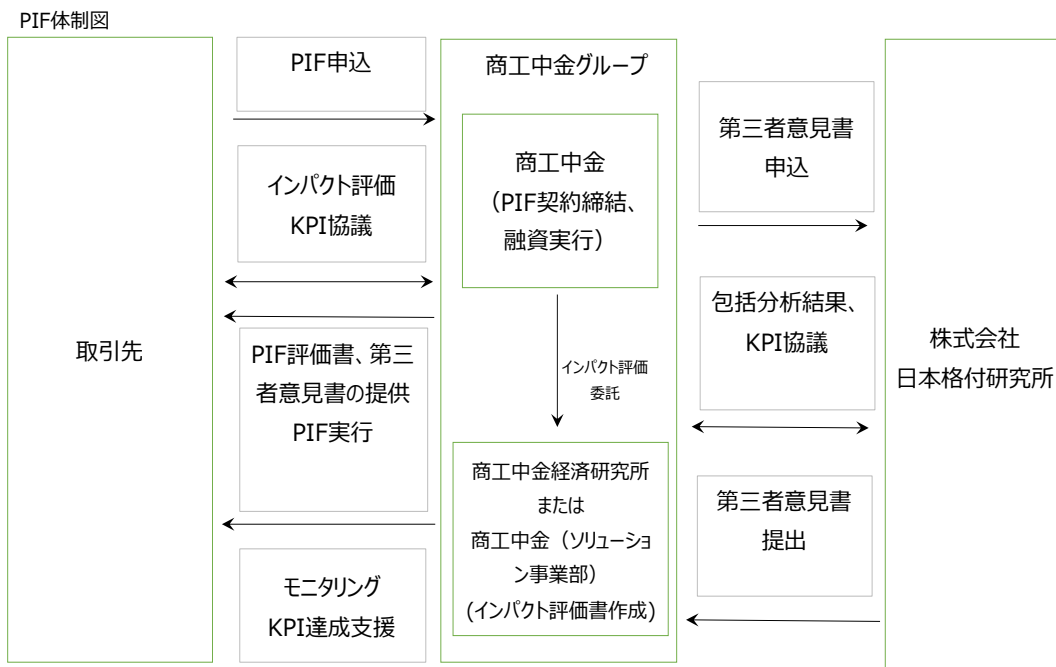 PIF体制図
取引先
PIF申込
インパクト評価
KPI協議
PIF評価書、第三
者意見書の提供
PIF実行
モニタリング
KPI達成支援
商工中金グループ
商工中金
（PIF契約締結、
融資実行）
インパクト評価
委託
商工中金経済研究所
または
商工中金（ソリューショ
ン事業部）
(インパクト評価書作成)
第三者意見書
申込
包括分析結果、
KPI協議
第三者意見書
提出
株式会社
日本格付研究所